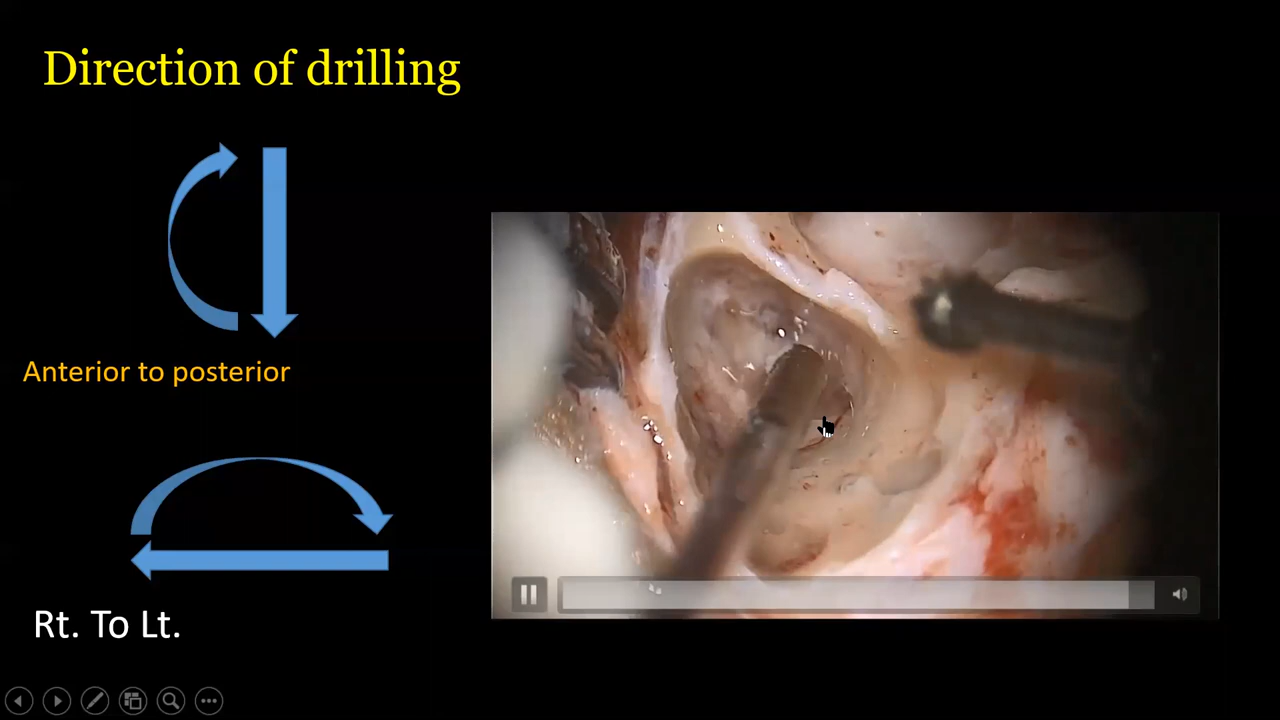 Direction of drilling
Anterior to posterior
Rt. To Lt.